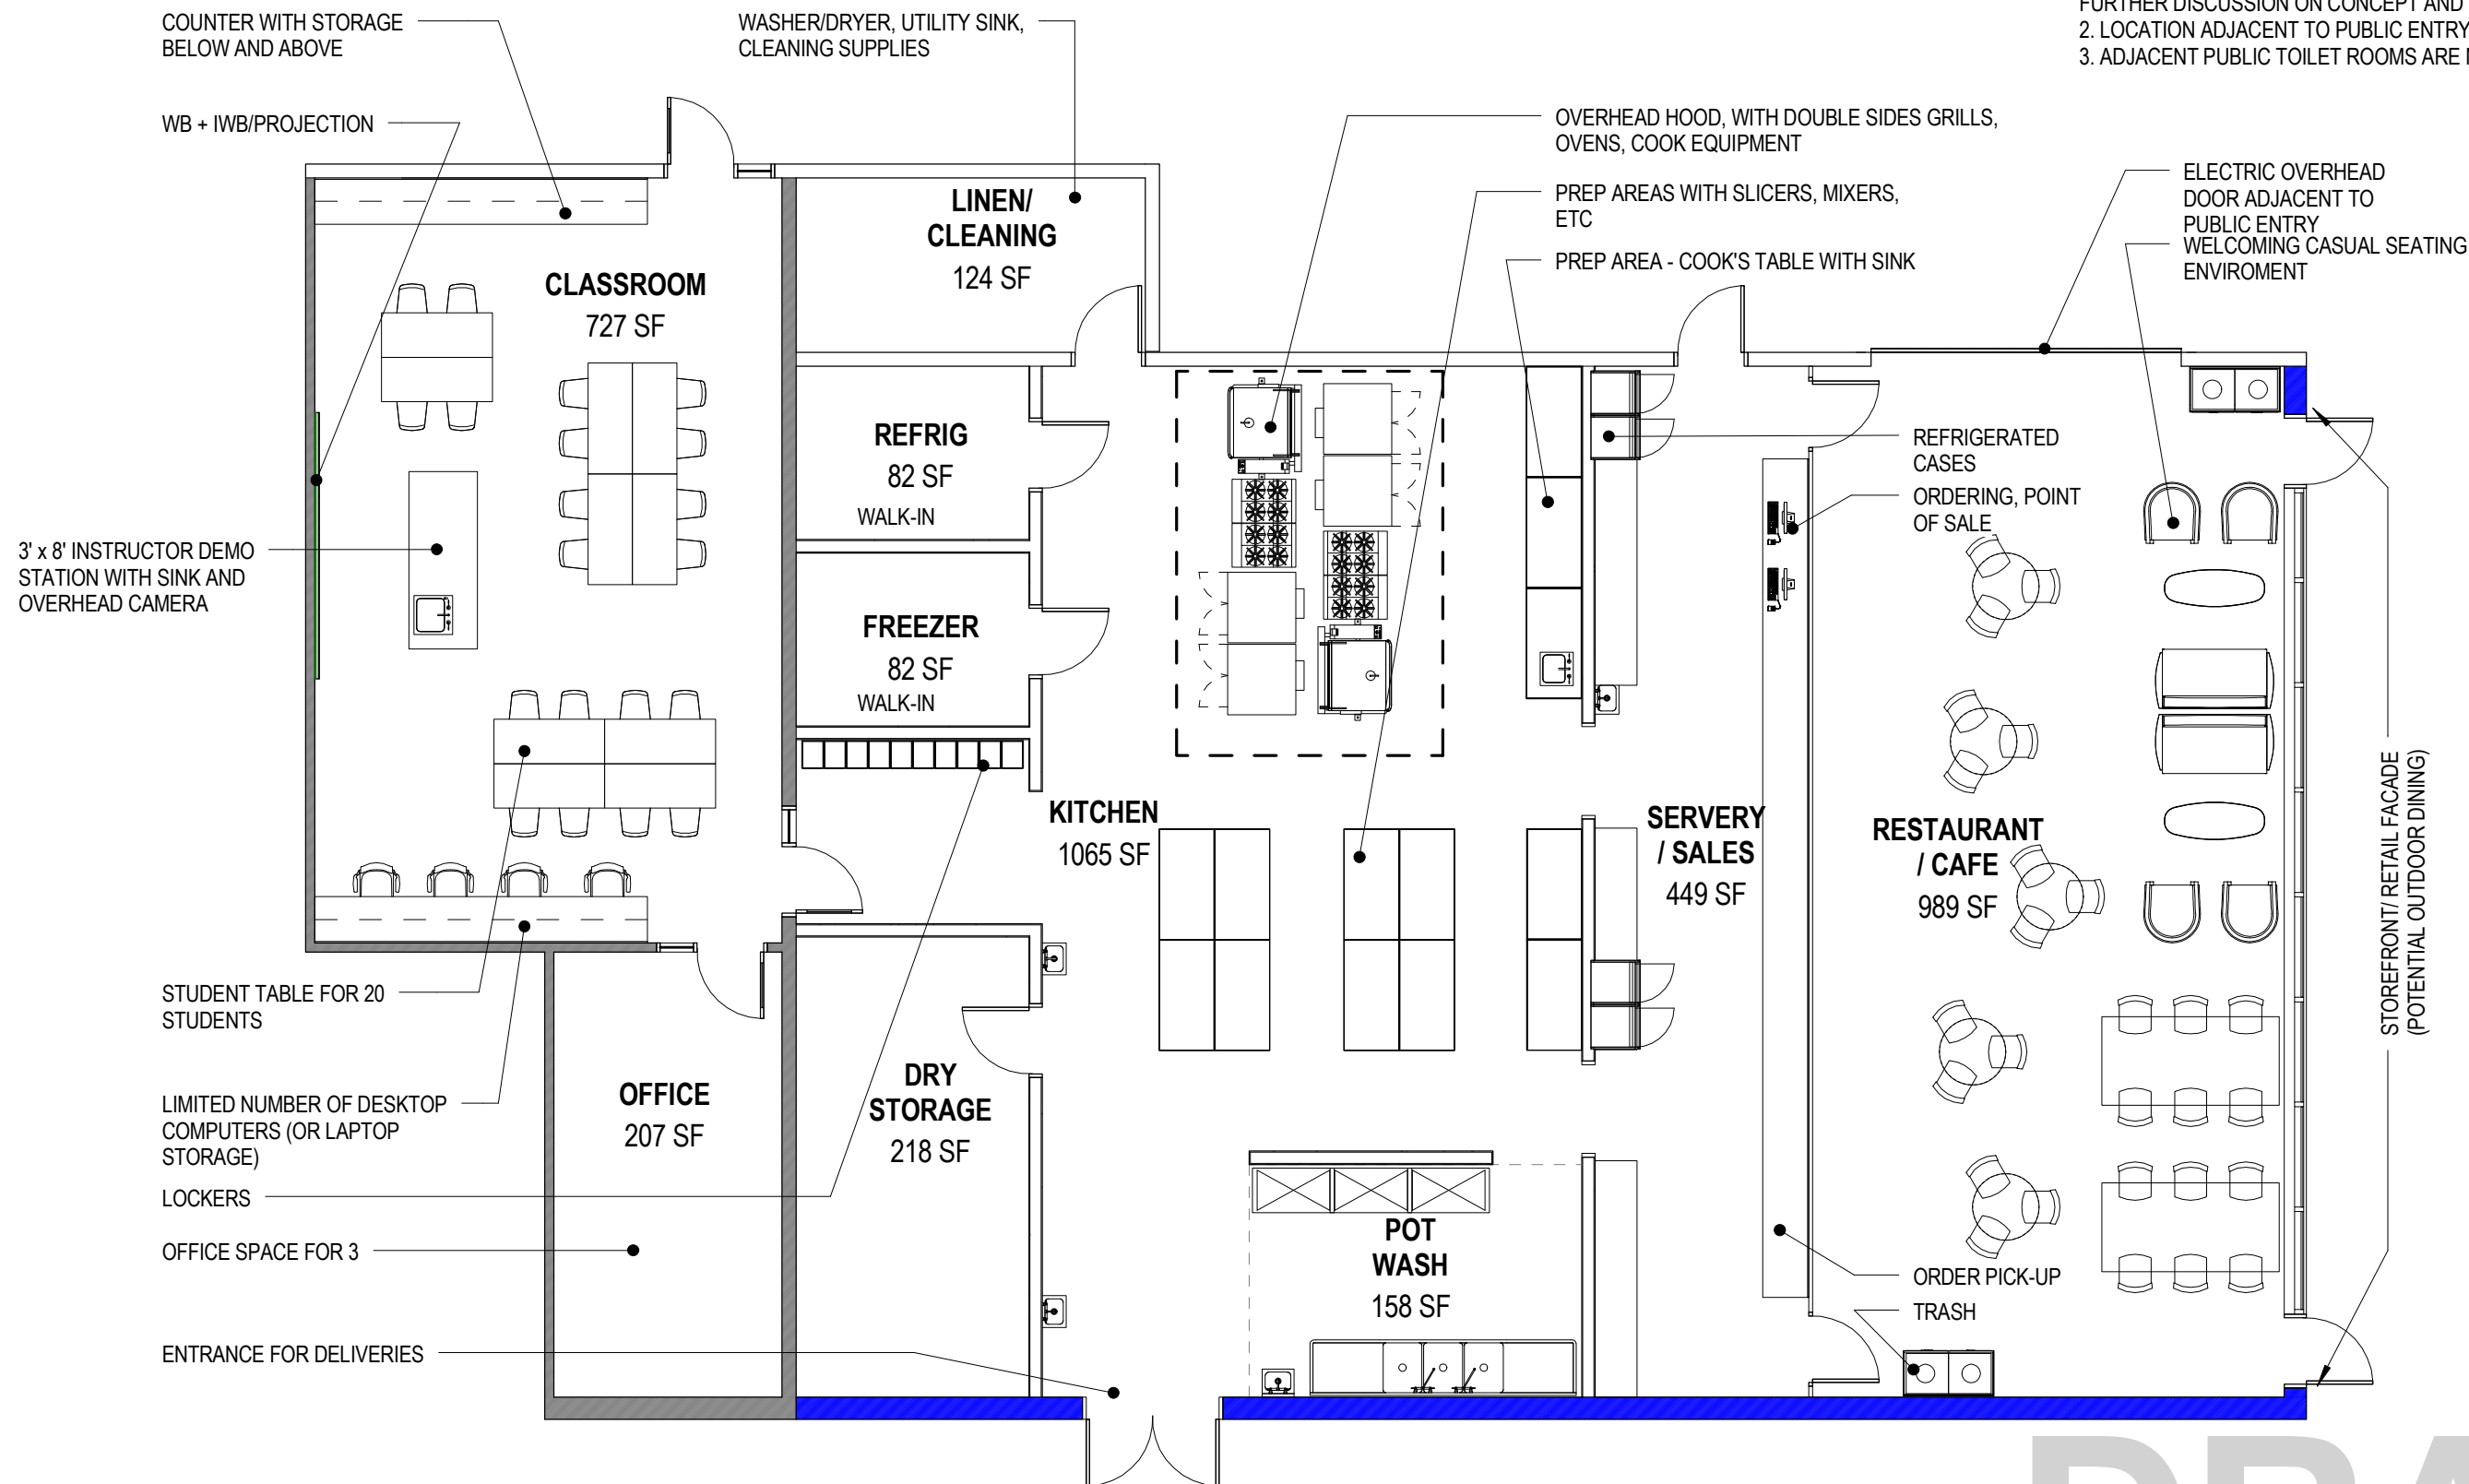 COUNTER WITH STORAGE
BELOW AND ABOVE
WASHER/DRYER, UTILITY SINK,
CLEANING SUPPLIES
FURTHER DISCUSSION ON CONCEPT AND
2. LOCATION ADJACENT TO PUBLIC ENTRY
3. ADJACENT PUBLIC TOILET ROOMS ARE
WB + IWB/PROJECTION
OVERHEAD HOOD, WITH DOUBLE SIDES GRILLS,
OVENS, COOK EQUIPMENT
PREP AREAS WITH SLICERS, MIXERS,
ETC
PREP AREA - COOK'S TABLE WITH SINK
ELECTRIC OVERHEAD
DOOR ADJACENT TO
PUBLIC ENTRY
WELCOMING CASUAL SEATING
ENVIROMENT
LINEN/
CLEANING
124 SF
CLASSROOM
727 SF
REFRIG
82 SF
WALK-IN
REFRIGERATED
CASES
ORDERING, POINT
OF SALE
3' x 8' INSTRUCTOR DEMO
STATION WITH SINK AND
OVERHEAD CAMERA
FREEZER
82 SF
WALK-IN
KITCHEN
1065 SF
SERVERY
/ SALES
449 SF
RESTAURANT
/ CAFE
989 SF
STOREFRONT/ RETAIL FACADE
(POTENTIAL OUTDOOR DINING)
STUDENT TABLE FOR 20
STUDENTS
LIMITED NUMBER OF DESKTOP
COMPUTERS (OR LAPTOP
STORAGE)
OFFICE
207 SF
DRY
STORAGE
218 SF
LOCKERS
OFFICE SPACE FOR 3
POT
WASH
158 SF
ORDER PICK-UP
TRASH
ENTRANCE FOR DELIVERIES